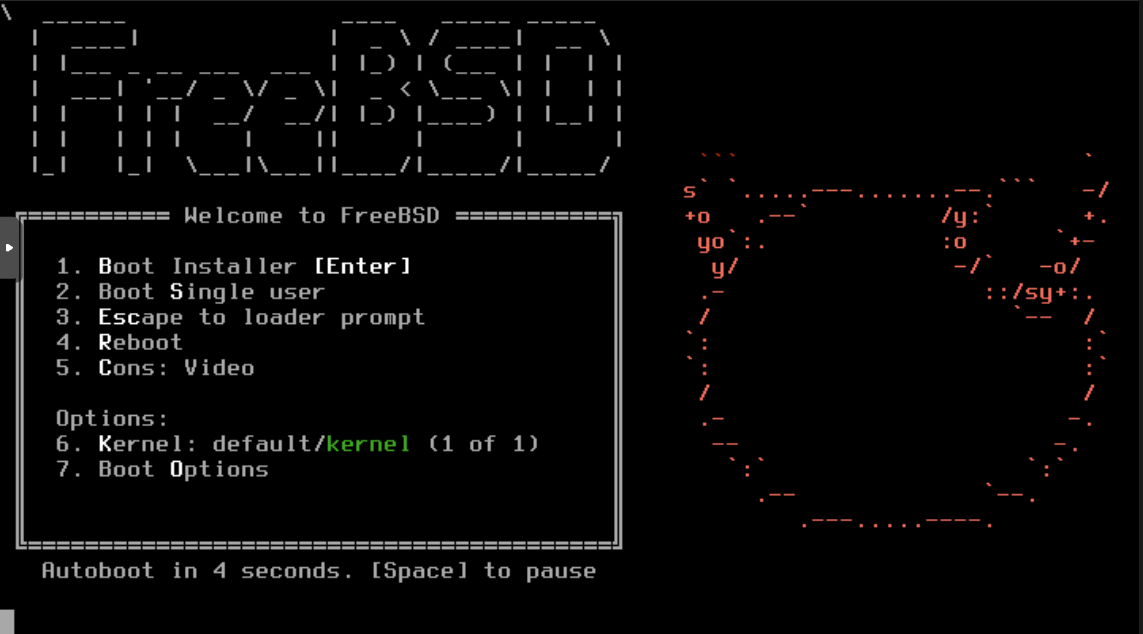 FreeBSD
Welcome to FreeBSD
1. Boot Installer [Enter]
2. Boot Single user
3. Escape to loader prompt
4. Reboot
5. Cons: Video
Options:
6. Kernel: default/kernel (1 of 1)
7. Boot Options
Autoboot in 4 seconds. [Space] to pause